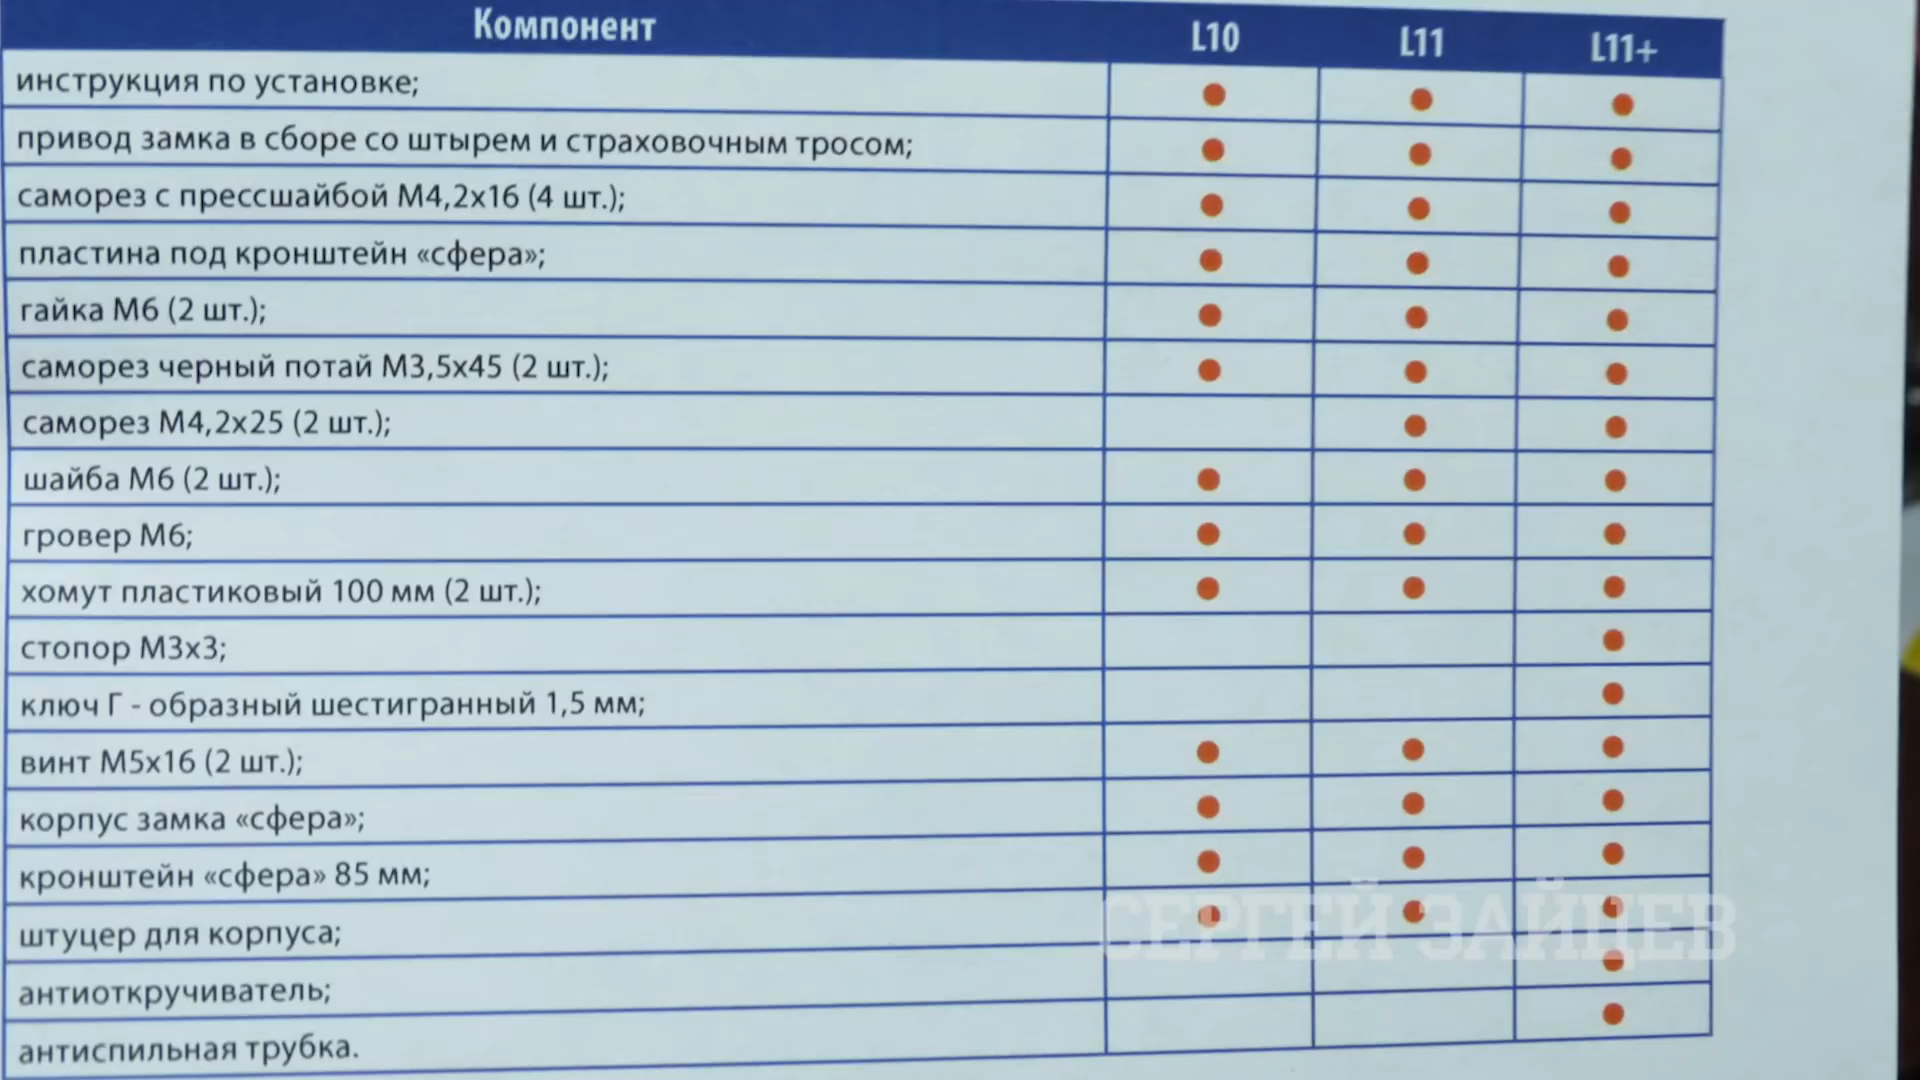 Компонент L10 L11 L11+
инструкция по установке; ● ● ●
привод замка в сборе со штырем и страховочным тросом; ● ● ●
саморез с прессшайбой М4,2х16 (4 шт.); ● ● ●
пластина под кронштейн «сфера»; ● ● ●
гайка М6 (2 шт.); ● ● ●
саморез черный потай М3,5х45 (2 шт.); ● ● ●
саморез М4,2х25 (2 шт.); ● ●
шайба М6 (2 шт.); ● ● ●
гровер М6; ● ● ●
хомут пластиковый 100 мм (2 шт.); ● ● ●
стопор М3х3; ●
ключ Г - образный шестигранный 1,5 мм; ●
винт М5х16 (2 шт.); ● ● ●
корпус замка «сфера»; ● ● ●
кронштейн «сфера» 85 мм; ● ● ●
штуцер для корпуса; ● ● ●
СЕРГЕЙ ЗАЙЦЕВ
антиоткручиватель; ●
антиспильная трубка. ●